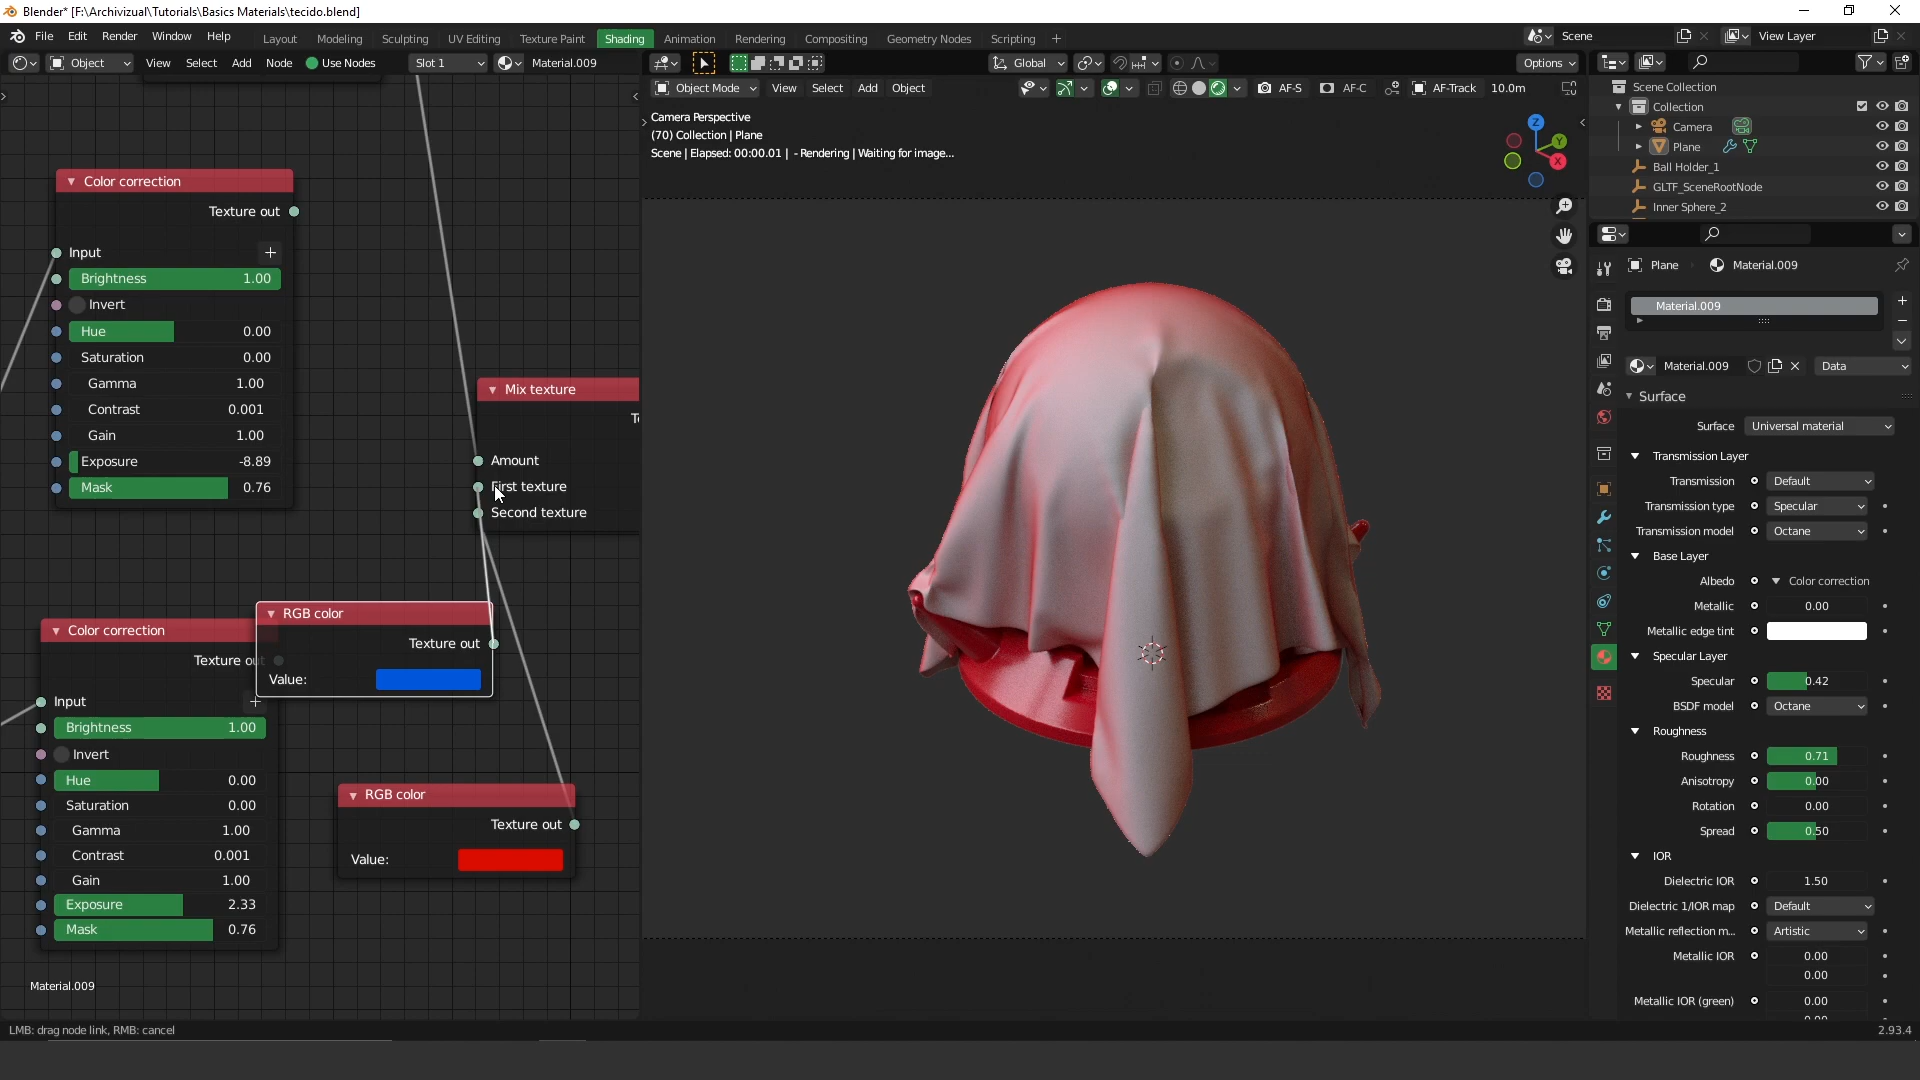 Blender* [F:\Archivizual\Tutorials\Basics Materials\tecido.blend]
File Edit Render Window Help Layout Modeling Sculpting UV Editing Texture Paint Shading Animation Rendering Compositing Geometry Nodes Scripting + Scene View Layer
Object View Select Add Node Use Nodes Slot 1 Material.009 Global Options
Object Mode View Select Add Object AF-S AF-C AF-Track 10.0m
Camera Perspective
(70) Collection | Plane
Scene | Elapsed: 00:00.01 | - Rendering | Waiting for image...
Z
Y
X
Color correction
Texture out
Input
Brightness 1.00
Invert
Hue 0.00
Saturation 0.00
Gamma 1.00
Contrast 0.001
Gain 1.00
Exposure -8.89
Mask 0.76
Mix texture
Amount
First texture
Second texture
RGB color
Texture out
Value:
Color correction
Texture out
Input
Brightness 1.00
Invert
Hue 0.00
Saturation 0.00
Gamma 1.00
Contrast 0.001
Gain 1.00
Exposure 2.33
Mask 0.76
RGB color
Texture out
Value:
Material.009
Scene Collection
Collection
Camera
Plane
Ball Holder_1
GLTF_SceneRootNode
Inner Sphere_2
Plane Material.009
Material.009
Material.009 Data
Surface
Surface Universal material
Transmission Layer
Transmission Default
Transmission type Specular
Transmission model Octane
Base Layer
Albedo Color correction
Metallic 0.00
Metallic edge tint
Specular Layer
Specular 0.42
BSDF model Octane
Roughness
Roughness 0.71
Anisotropy 0.00
Rotation 0.00
Spread 0.50
IOR
Dielectric IOR 1.50
Dielectric 1/IOR map Default
Metallic reflection m... Artistic
Metallic IOR 0.00
0.00
Metallic IOR (green) 0.00
LMB: drag node link, RMB: cancel
2.93.4